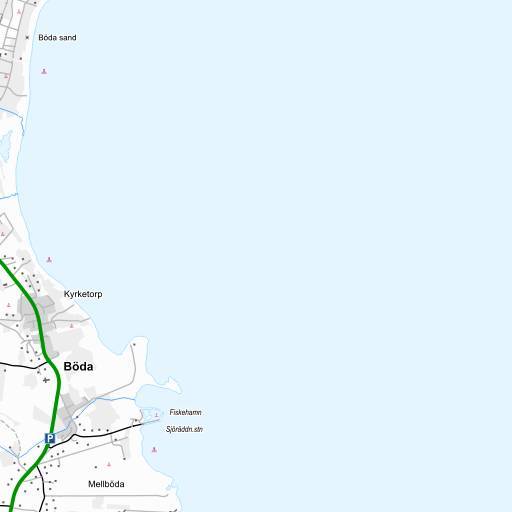 Böda sand
Kyrketorp
Böda
Fiskehamn
Sjöräddn.stn
P
Mellböda